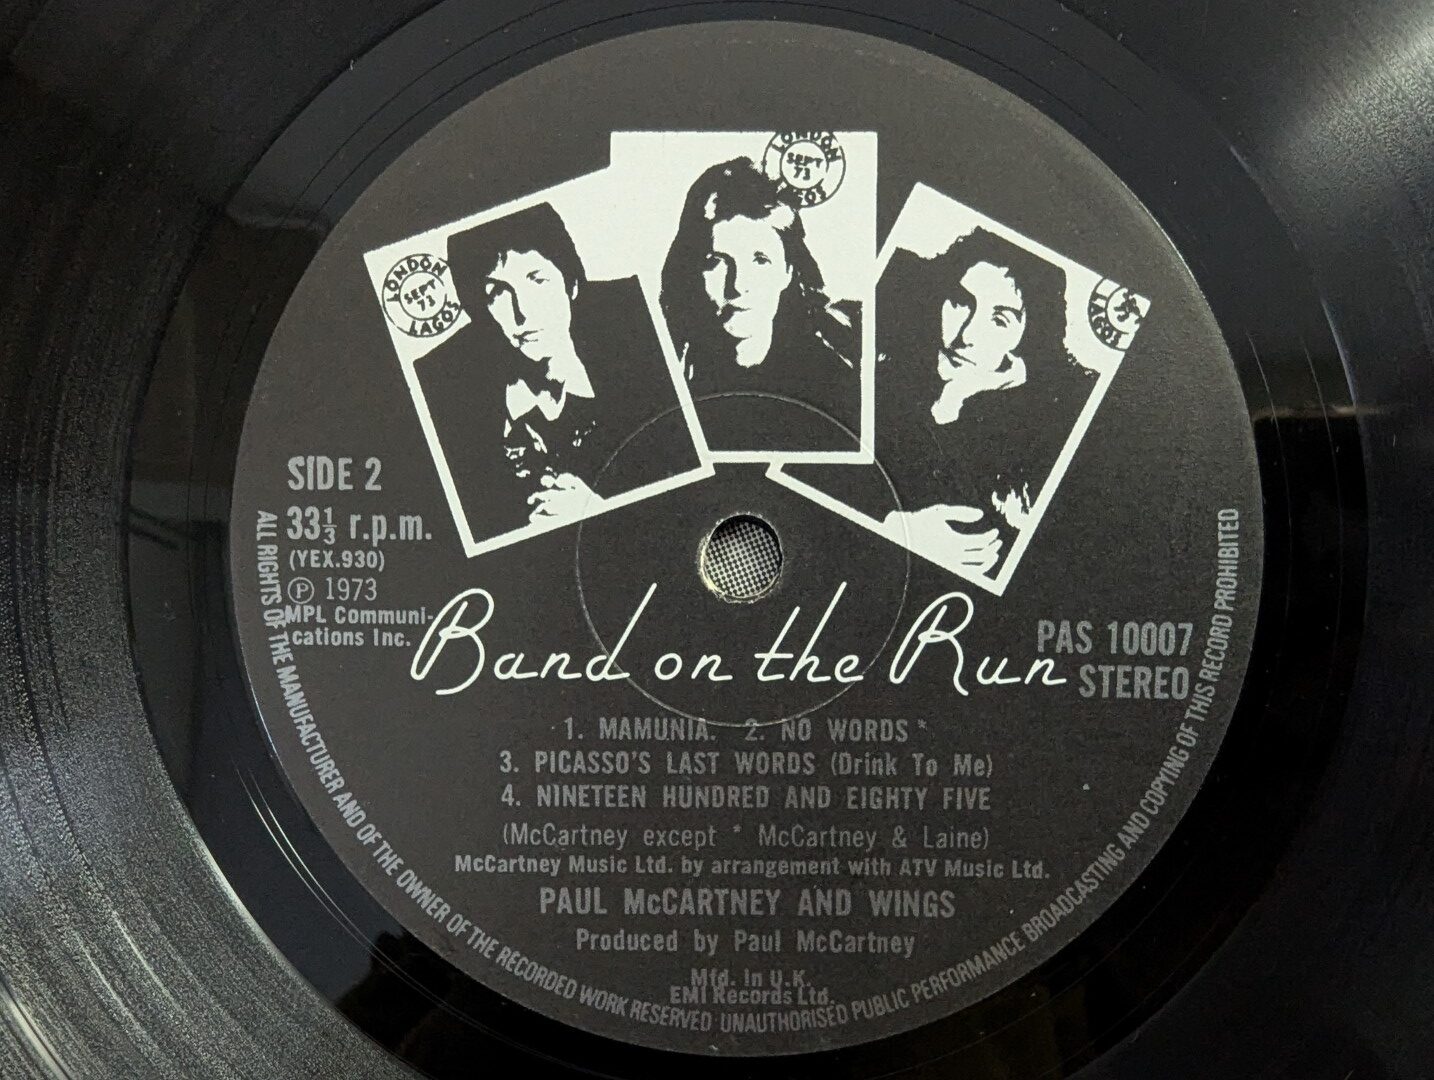 LONDON
SEPT
73
LAGOS
LONDON
SEPT
73
LAGOS
SIDE 2
33⅓ r.p.m.
(YEX.930)
Ⓟ 1973
MPL Communi-
cations Inc.
Band on the Run
PAS 10007
STEREO
1. MAMUNIA. 2. NO WORDS *
3. PICASSO'S LAST WORDS (Drink To Me)
4. NINETEEN HUNDRED AND EIGHTY FIVE
(McCartney except * McCartney & Laine)
McCartney Music Ltd. by arrangement with ATV Music Ltd.
PAUL McCARTNEY AND WINGS
Produced by Paul McCartney
Mfd. In U.K.
EMI Records Ltd.
ALL RIGHTS OF THE MANUFACTURER AND OF THE OWNER OF THE RECORDED WORK RESERVED UNAUTHORISED PUBLIC PERFORMANCE BROADCASTING AND COPYING OF THIS RECORD PROHIBITED